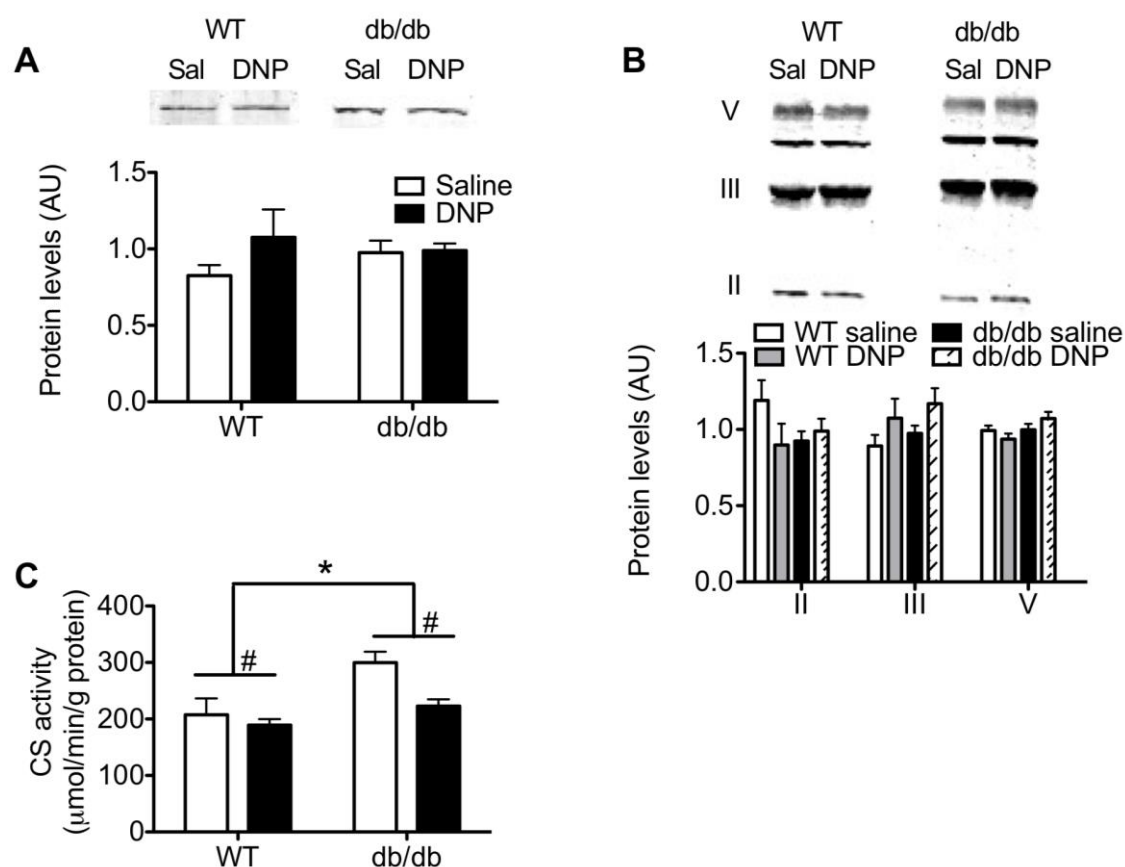 A
WT db/db
Sal DNP Sal DNP
Protein levels (AU)
1.5
1.0
0.5
0.0
Saline
DNP
WT db/db
B
WT db/db
Sal DNP Sal DNP
V
III
II
WT saline db/db saline
WT DNP db/db DNP
Protein levels (AU)
1.5
1.0
0.5
0.0
II III V
C
CS activity
(μmol/min/g protein)
400
300
200
100
0
*
#
#
WT db/db